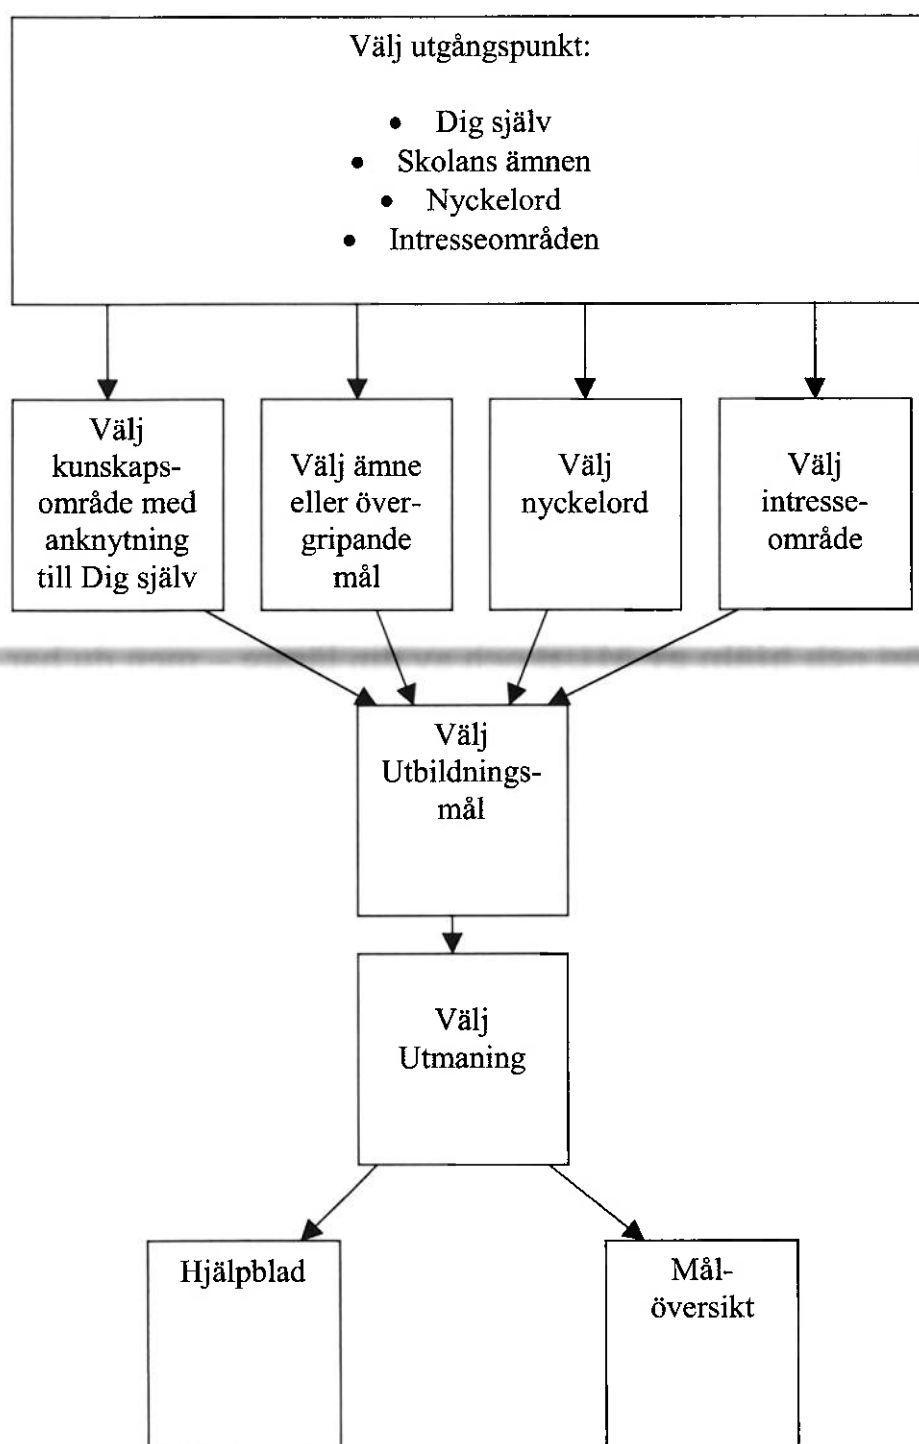 Välj utgångspunkt:
• Dig själv
• Skolans ämnen
• Nyckelord
• Intresseområden
Välj
kunskaps-
område med
anknytning
till Dig själv
Välj ämne
eller över-
gripande
mål
Välj
nyckelord
Välj
intresse-
område
Välj
Utbildnings-
mål
Välj
Utmaning
Hjälpblad
Mål-
översikt